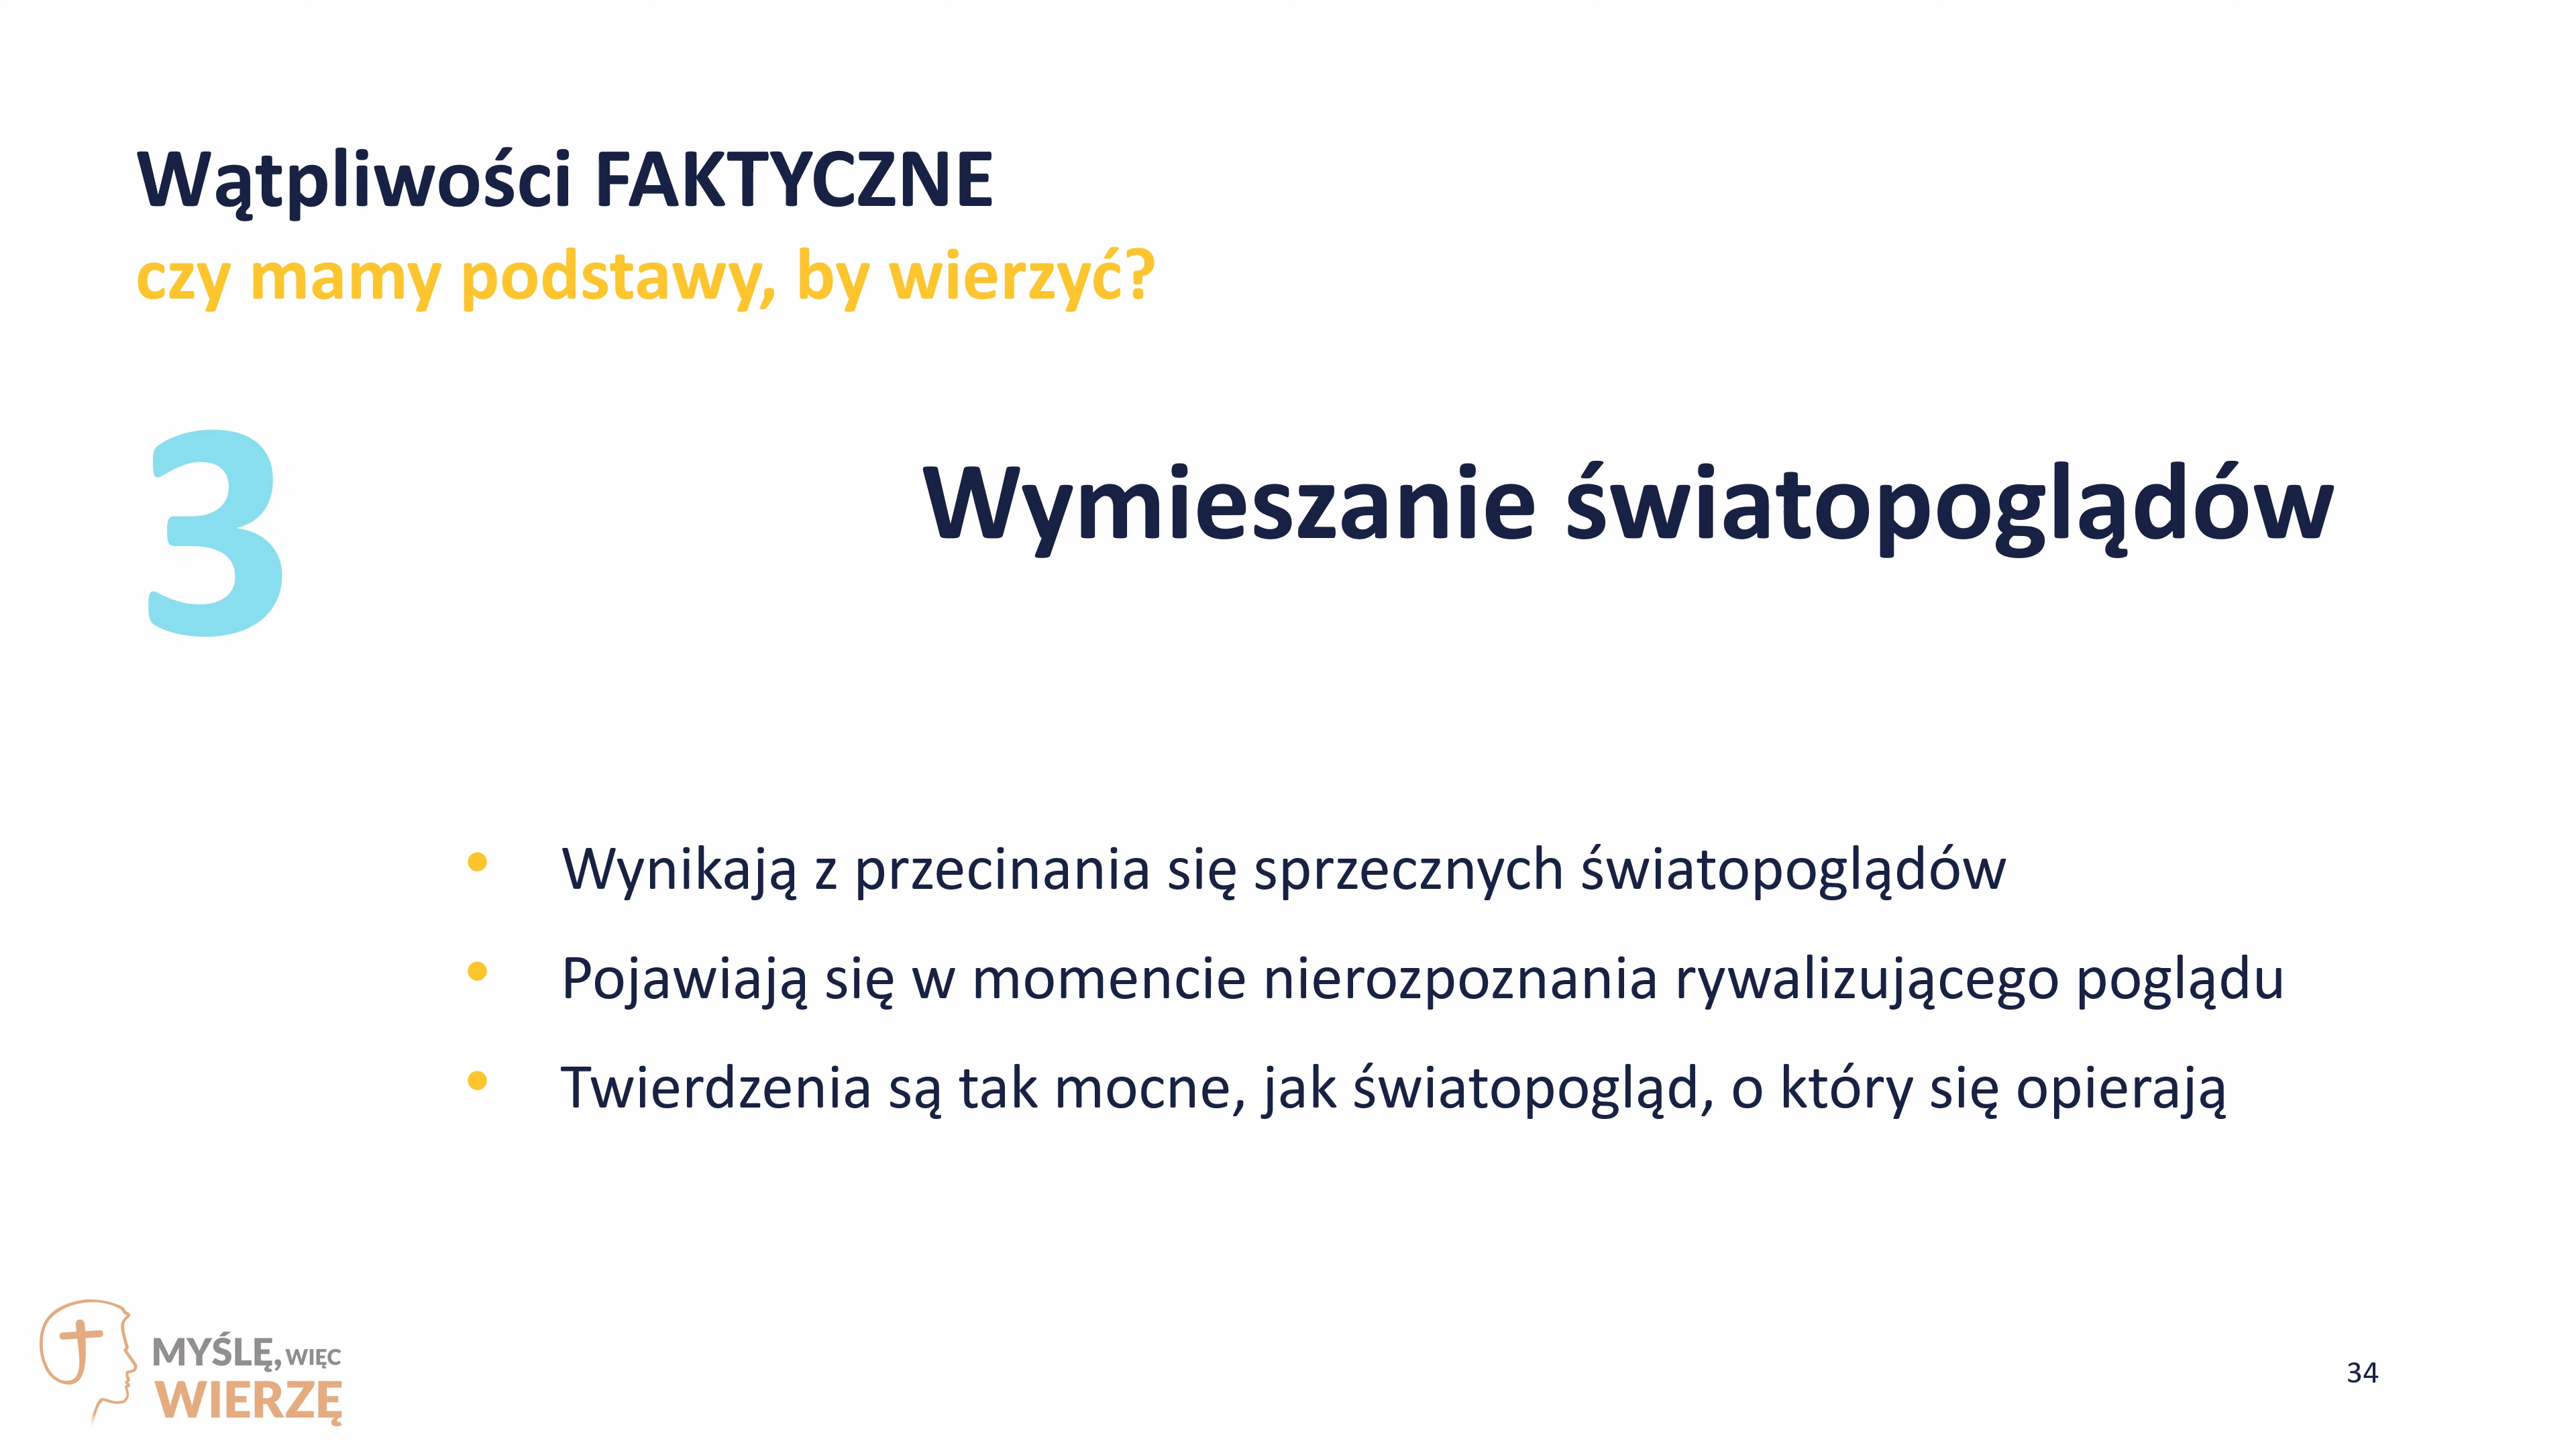 Wątpliwości FAKTYCZNE
czy mamy podstawy, by wierzyć?
3
Wymieszanie światopoglądów
• Wynikają z przecinania się sprzecznych światopoglądów
• Pojawiają się w momencie nierozpoznania rywalizującego poglądu
• Twierdzenia są tak mocne, jak światopogląd, o który się opierają
MYŚLĘ, WIĘC
WIERZĘ
34